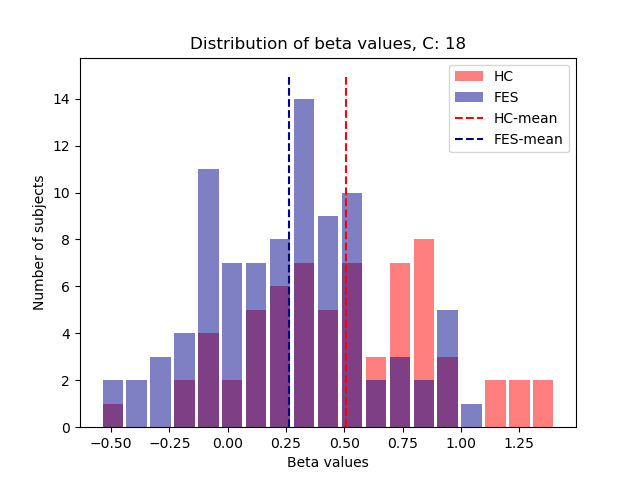 Distribution of beta values, C: 18
HC
FES
HC-mean
FES-mean
Number of subjects
14
12
10
8
6
4
2
0
−0.50 −0.25 0.00 0.25 0.50 0.75 1.00 1.25
Beta values